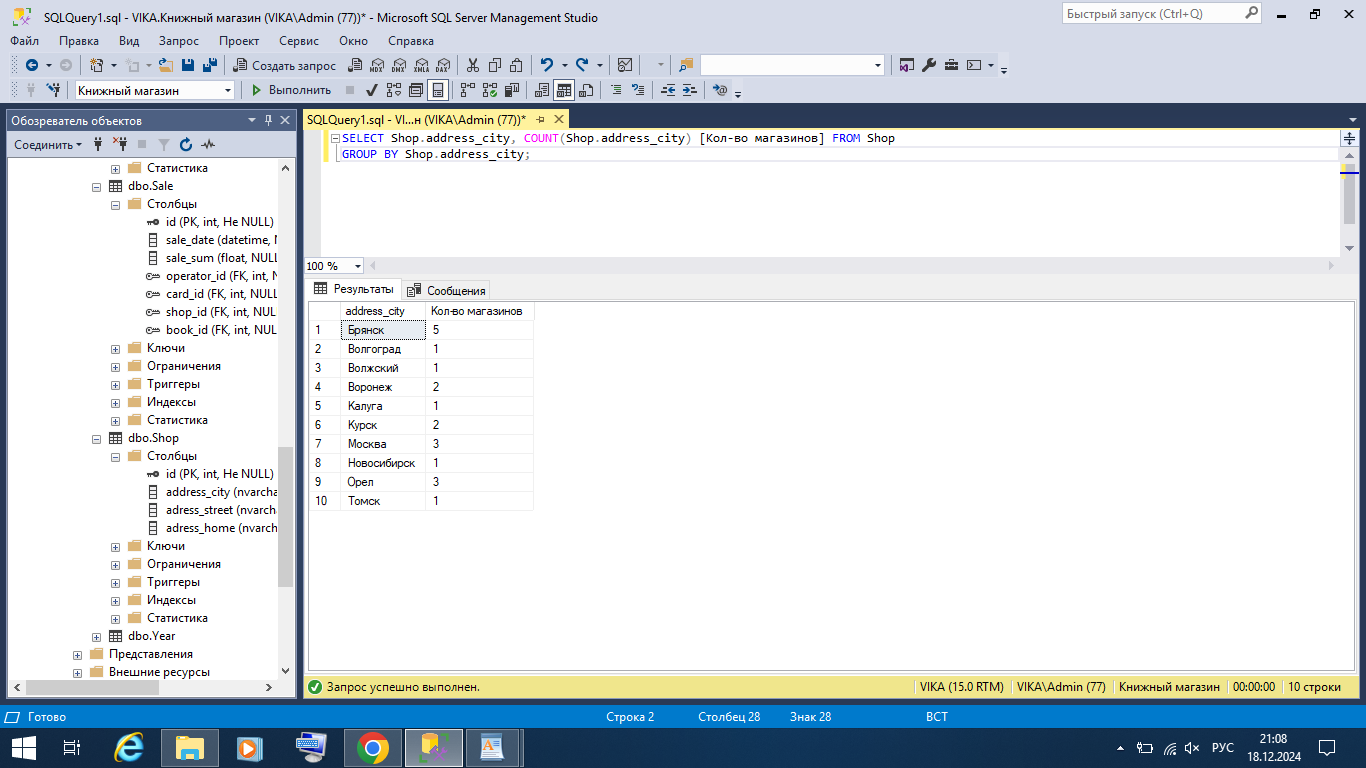 SQLQuery1.sql - VIKA.Книжный магазин (VIKA\Admin (77))* - Microsoft SQL Server Management Studio
Быстрый запуск (Ctrl+Q)
Файл Правка Вид Запрос Проект Сервис Окно Справка
Создать запрос MDX DMX XMLA DAX
Книжный магазин Выполнить
Обозреватель объектов
SQLQuery1.sql - VI...н (VIKA\Admin (77))*
Соединить
SELECT Shop.address_city, COUNT(Shop.address_city) [Кол-во магазинов] FROM Shop
GROUP BY Shop.address_city;
Статистика
dbo.Sale
Столбцы
id (PK, int, Не NULL)
sale_date (datetime, N
sale_sum (float, NULL
operator_id (FK, int, N
card_id (FK, int, NULL
shop_id (FK, int, NULL
book_id (FK, int, NUL
Ключи
Ограничения
Триггеры
Индексы
Статистика
dbo.Shop
Столбцы
id (PK, int, Не NULL)
address_city (nvarcha
adress_street (nvarch
adress_home (nvarch
Ключи
Ограничения
Триггеры
Индексы
Статистика
dbo.Year
Представления
Внешние ресурсы
100 %
Результаты Сообщения
address_city Кол-во магазинов
1 Брянск 5
2 Волгоград 1
3 Волжский 1
4 Воронеж 2
5 Калуга 1
6 Курск 2
7 Москва 3
8 Новосибирск 1
9 Орел 3
10 Томск 1
Запрос успешно выполнен. VIKA (15.0 RTM) VIKA\Admin (77) Книжный магазин 00:00:00 10 строки
Готово Строка 2 Столбец 28 Знак 28 ВСТ
РУС 21:08
18.12.2024